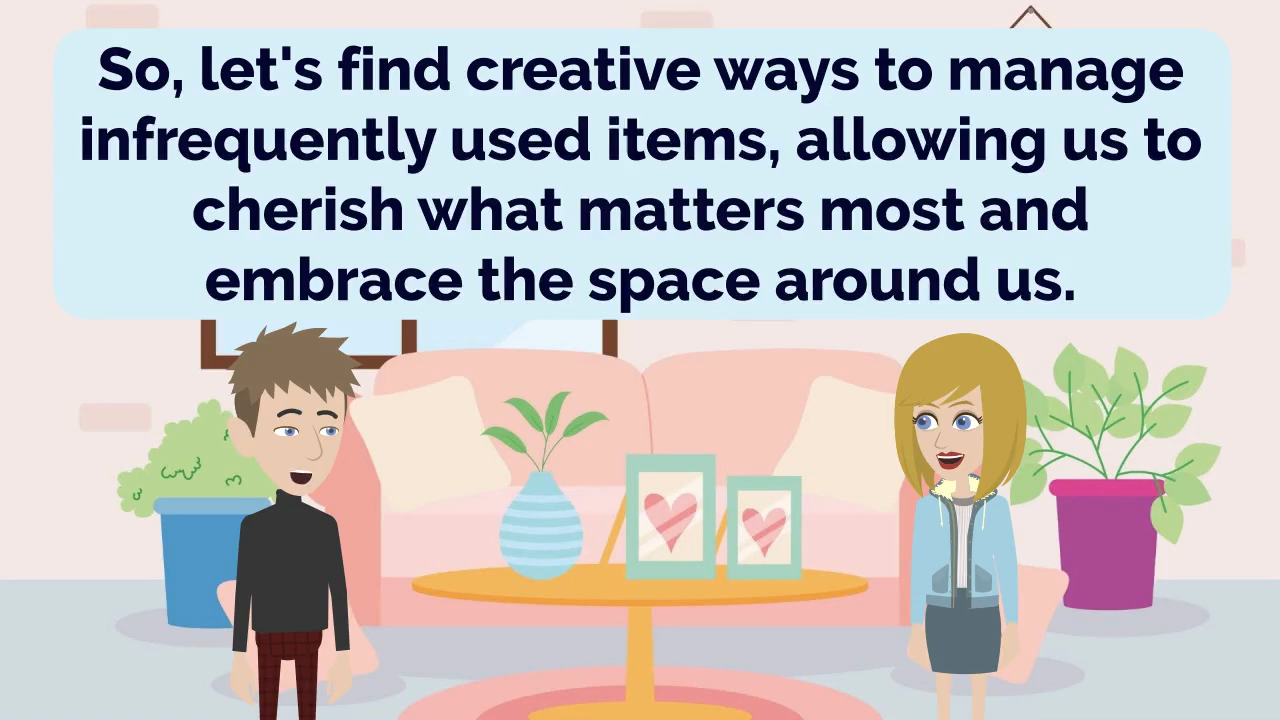 So, let's find creative ways to manage
infrequently used items, allowing us to
cherish what matters most and
embrace the space around us.